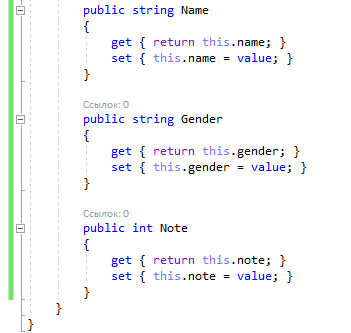 public string Name
{
get { return this.name; }
set { this.name = value; }
}
Ссылок: 0
public string Gender
{
get { return this.gender; }
set { this.gender = value; }
}
Ссылок: 0
public int Note
{
get { return this.note; }
set { this.note = value; }
}
}
}